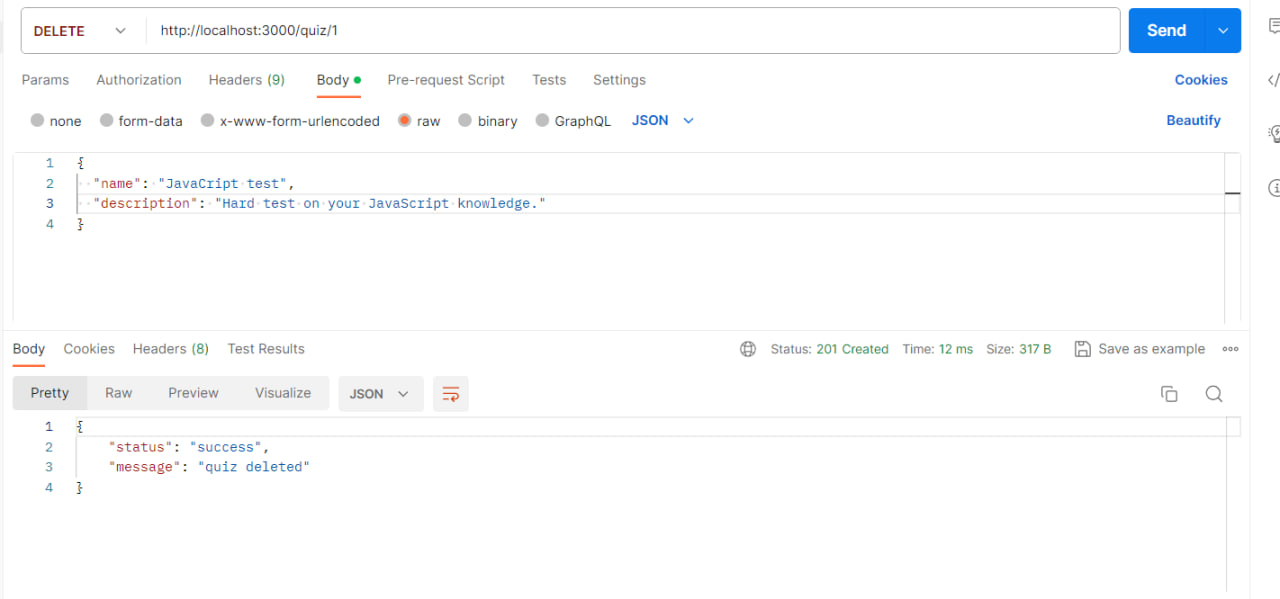 DELETE http://localhost:3000/quiz/1 Send
Params Authorization Headers (9) Body Pre-request Script Tests Settings Cookies
none form-data x-www-form-urlencoded raw binary GraphQL JSON Beautify
1 {
2 "name": "JavaCript test",
3 "description": "Hard test on your JavaScript knowledge."
4 }
Body Cookies Headers (8) Test Results Status: 201 Created Time: 12 ms Size: 317 B Save as example
Pretty Raw Preview Visualize JSON
1 {
2 "status": "success",
3 "message": "quiz deleted"
4 }